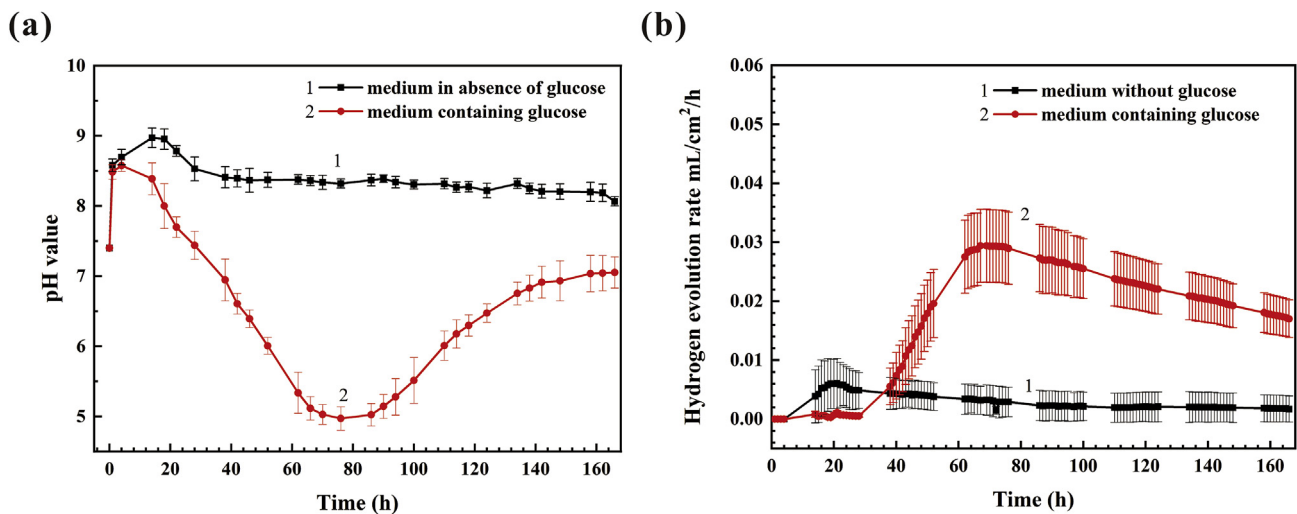 (a)
10
9
8
7
6
5
pH value
0 20 40 60 80 100 120 140 160
Time (h)
1 medium in absence of glucose
2 medium containing glucose
1
2
(b)
0.06
0.05
0.04
0.03
0.02
0.01
0.00
Hydrogen evolution rate mL/cm²/h
0 20 40 60 80 100 120 140 160
Time (h)
1 medium without glucose
2 medium containing glucose
2
1